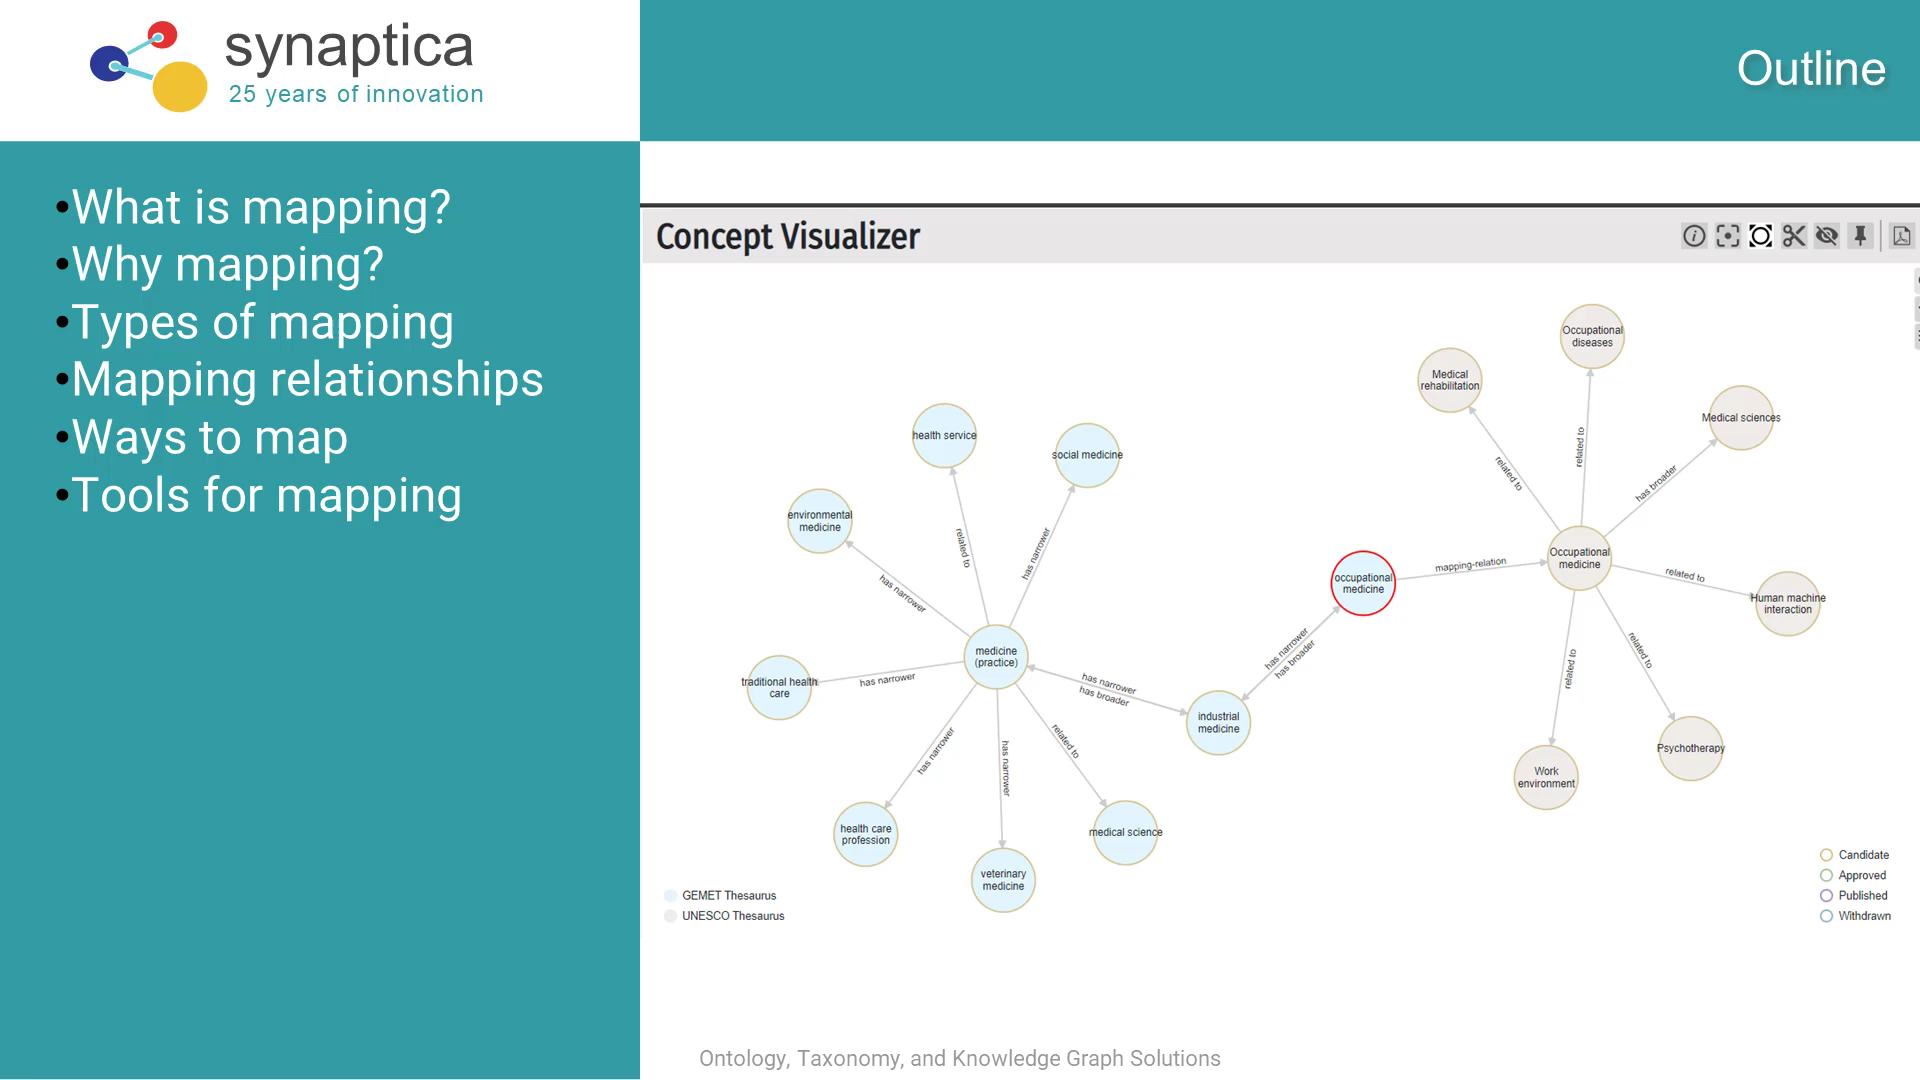 synaptica
25 years of innovation
Outline
•What is mapping?
•Why mapping?
•Types of mapping
•Mapping relationships
•Ways to map
•Tools for mapping
Concept Visualizer
Occupational
diseases
Medical
rehabilitation
Medical sciences
health service
social medicine
environmental
medicine
related to
related to
has broader
related to
has narrower
has narrower
occupational
medicine
mapping-relation
Occupational
medicine
related to
Human machine
interaction
medicine
(practice)
has narrower
has broader
related to
related to
traditional health
care
has narrower
has narrower
has broader
industrial
medicine
has narrower
has narrower
related to
Psychotherapy
Work
environment
health care
profession
medical science
veterinary
medicine
GEMET Thesaurus
UNESCO Thesaurus
Candidate
Approved
Published
Withdrawn
Ontology, Taxonomy, and Knowledge Graph Solutions